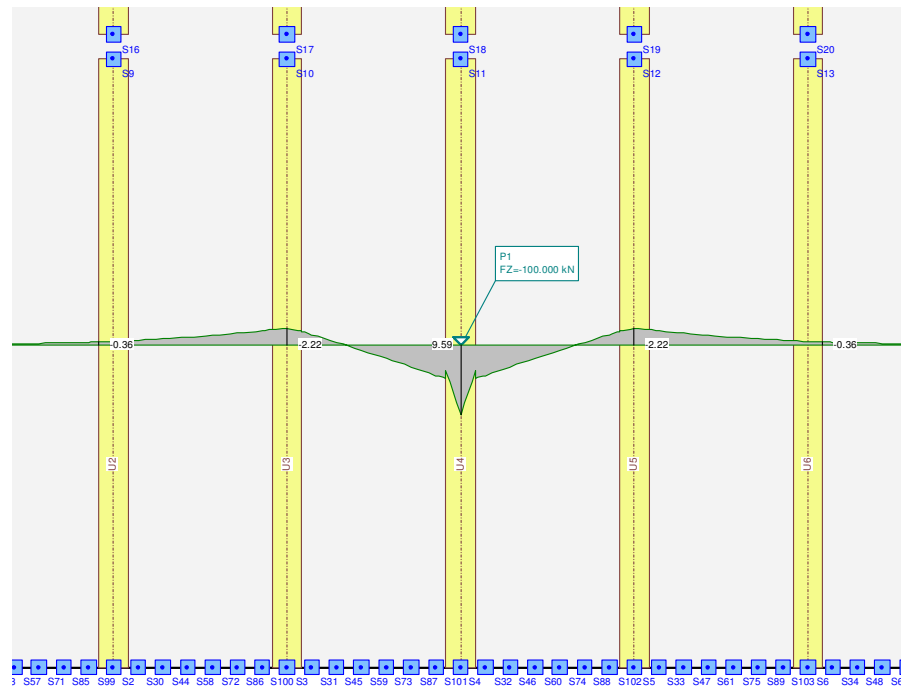 S16 S17 S18 S19 S20
S9 S10 S11 S12 S13
P1
FZ=-100.000 kN
-0.36 -2.22 9.59 -2.22 -0.36
U2 U3 U4 U5 U6
3 S57 S71 S85 S99 S2 S30 S44 S58 S72 S86 S100 S3 S31 S45 S59 S73 S87 S101 S4 S32 S46 S60 S74 S88 S102 S5 S33 S47 S61 S75 S89 S103 S6 S34 S48 S6